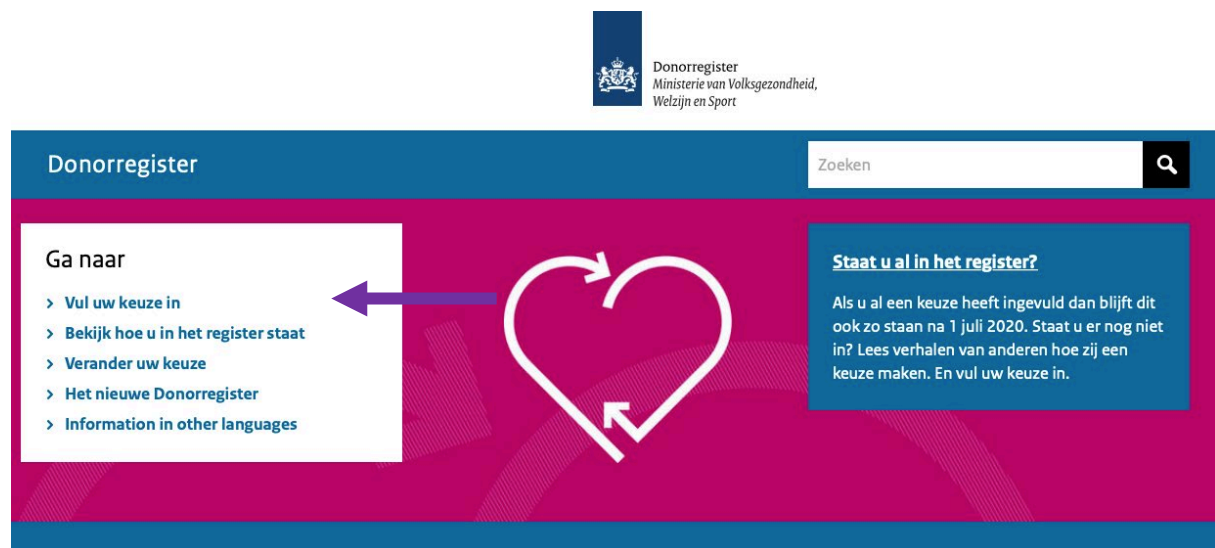 Donorregister
Ministerie van Volksgezondheid,
Welzijn en Sport
Donorregister
Zoeken
Ga naar
> Vul uw keuze in
> Bekijk hoe u in het register staat
> Verander uw keuze
> Het nieuwe Donorregister
> Information in other languages
Staat u al in het register?
Als u al een keuze heeft ingevuld dan blijft dit
ook zo staan na 1 juli 2020. Staat u er nog niet
in? Lees verhalen van anderen hoe zij een
keuze maken. En vul uw keuze in.